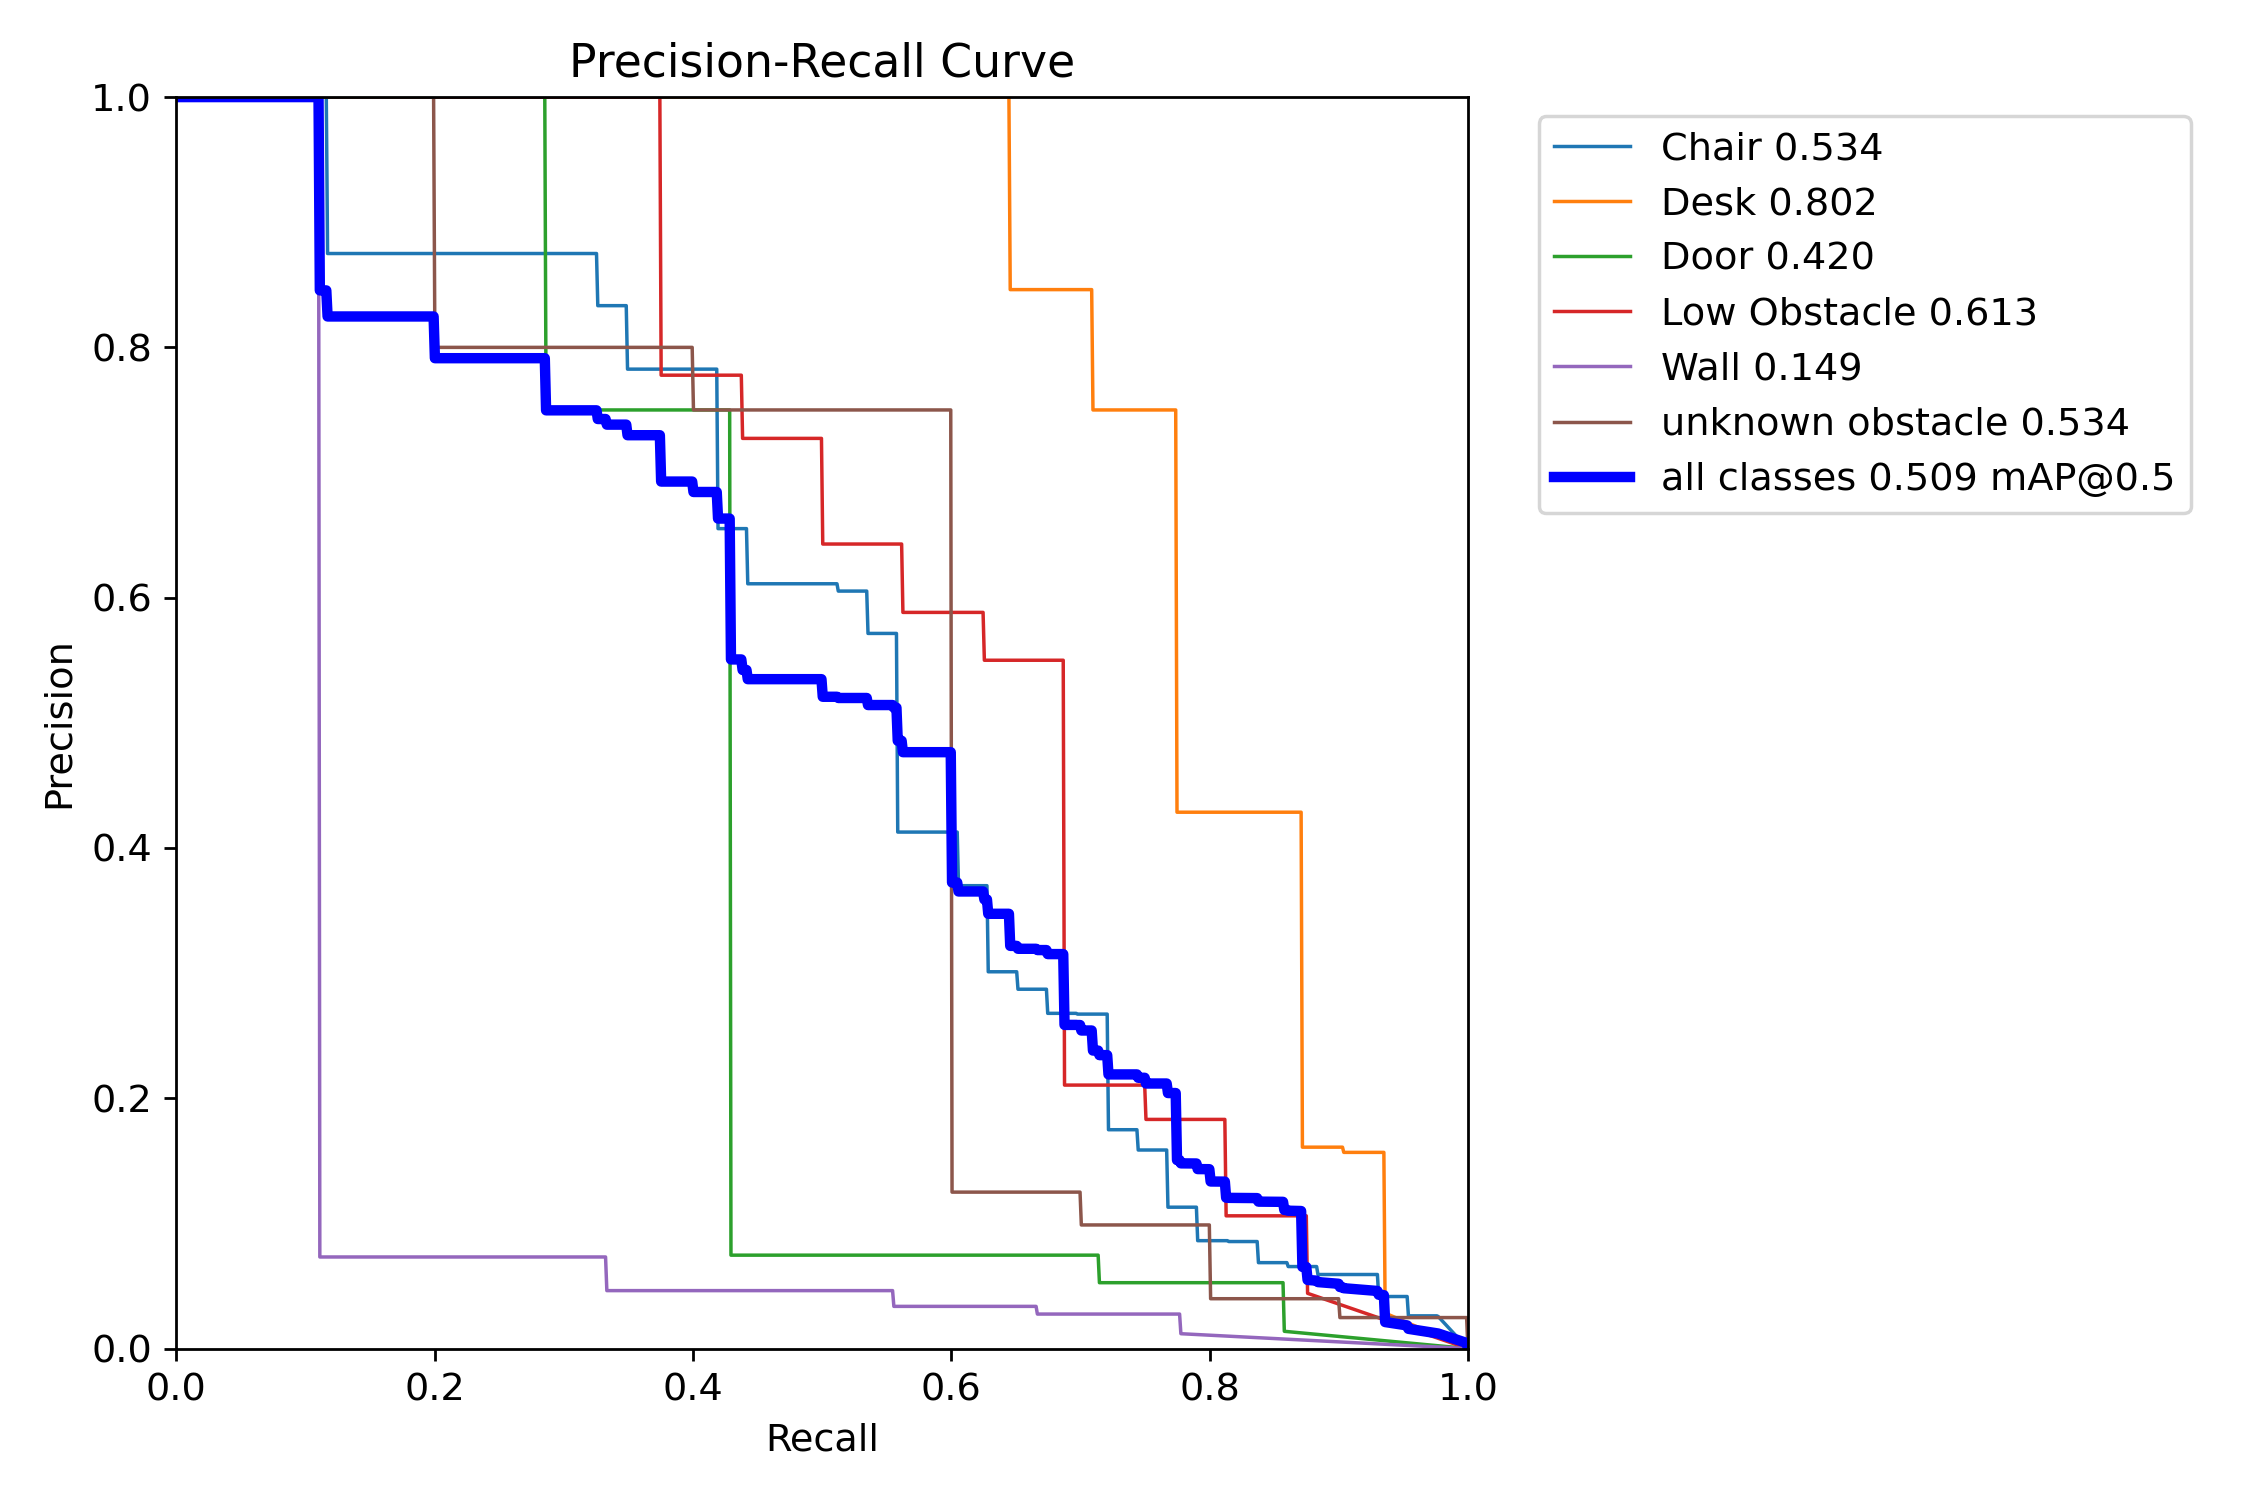 Precision-Recall Curve
1.0
0.8
0.6
0.4
0.2
0.0
Precision
0.0 0.2 0.4 0.6 0.8 1.0
Recall
Chair 0.534
Desk 0.802
Door 0.420
Low Obstacle 0.613
Wall 0.149
unknown obstacle 0.534
all classes 0.509 mAP@0.5